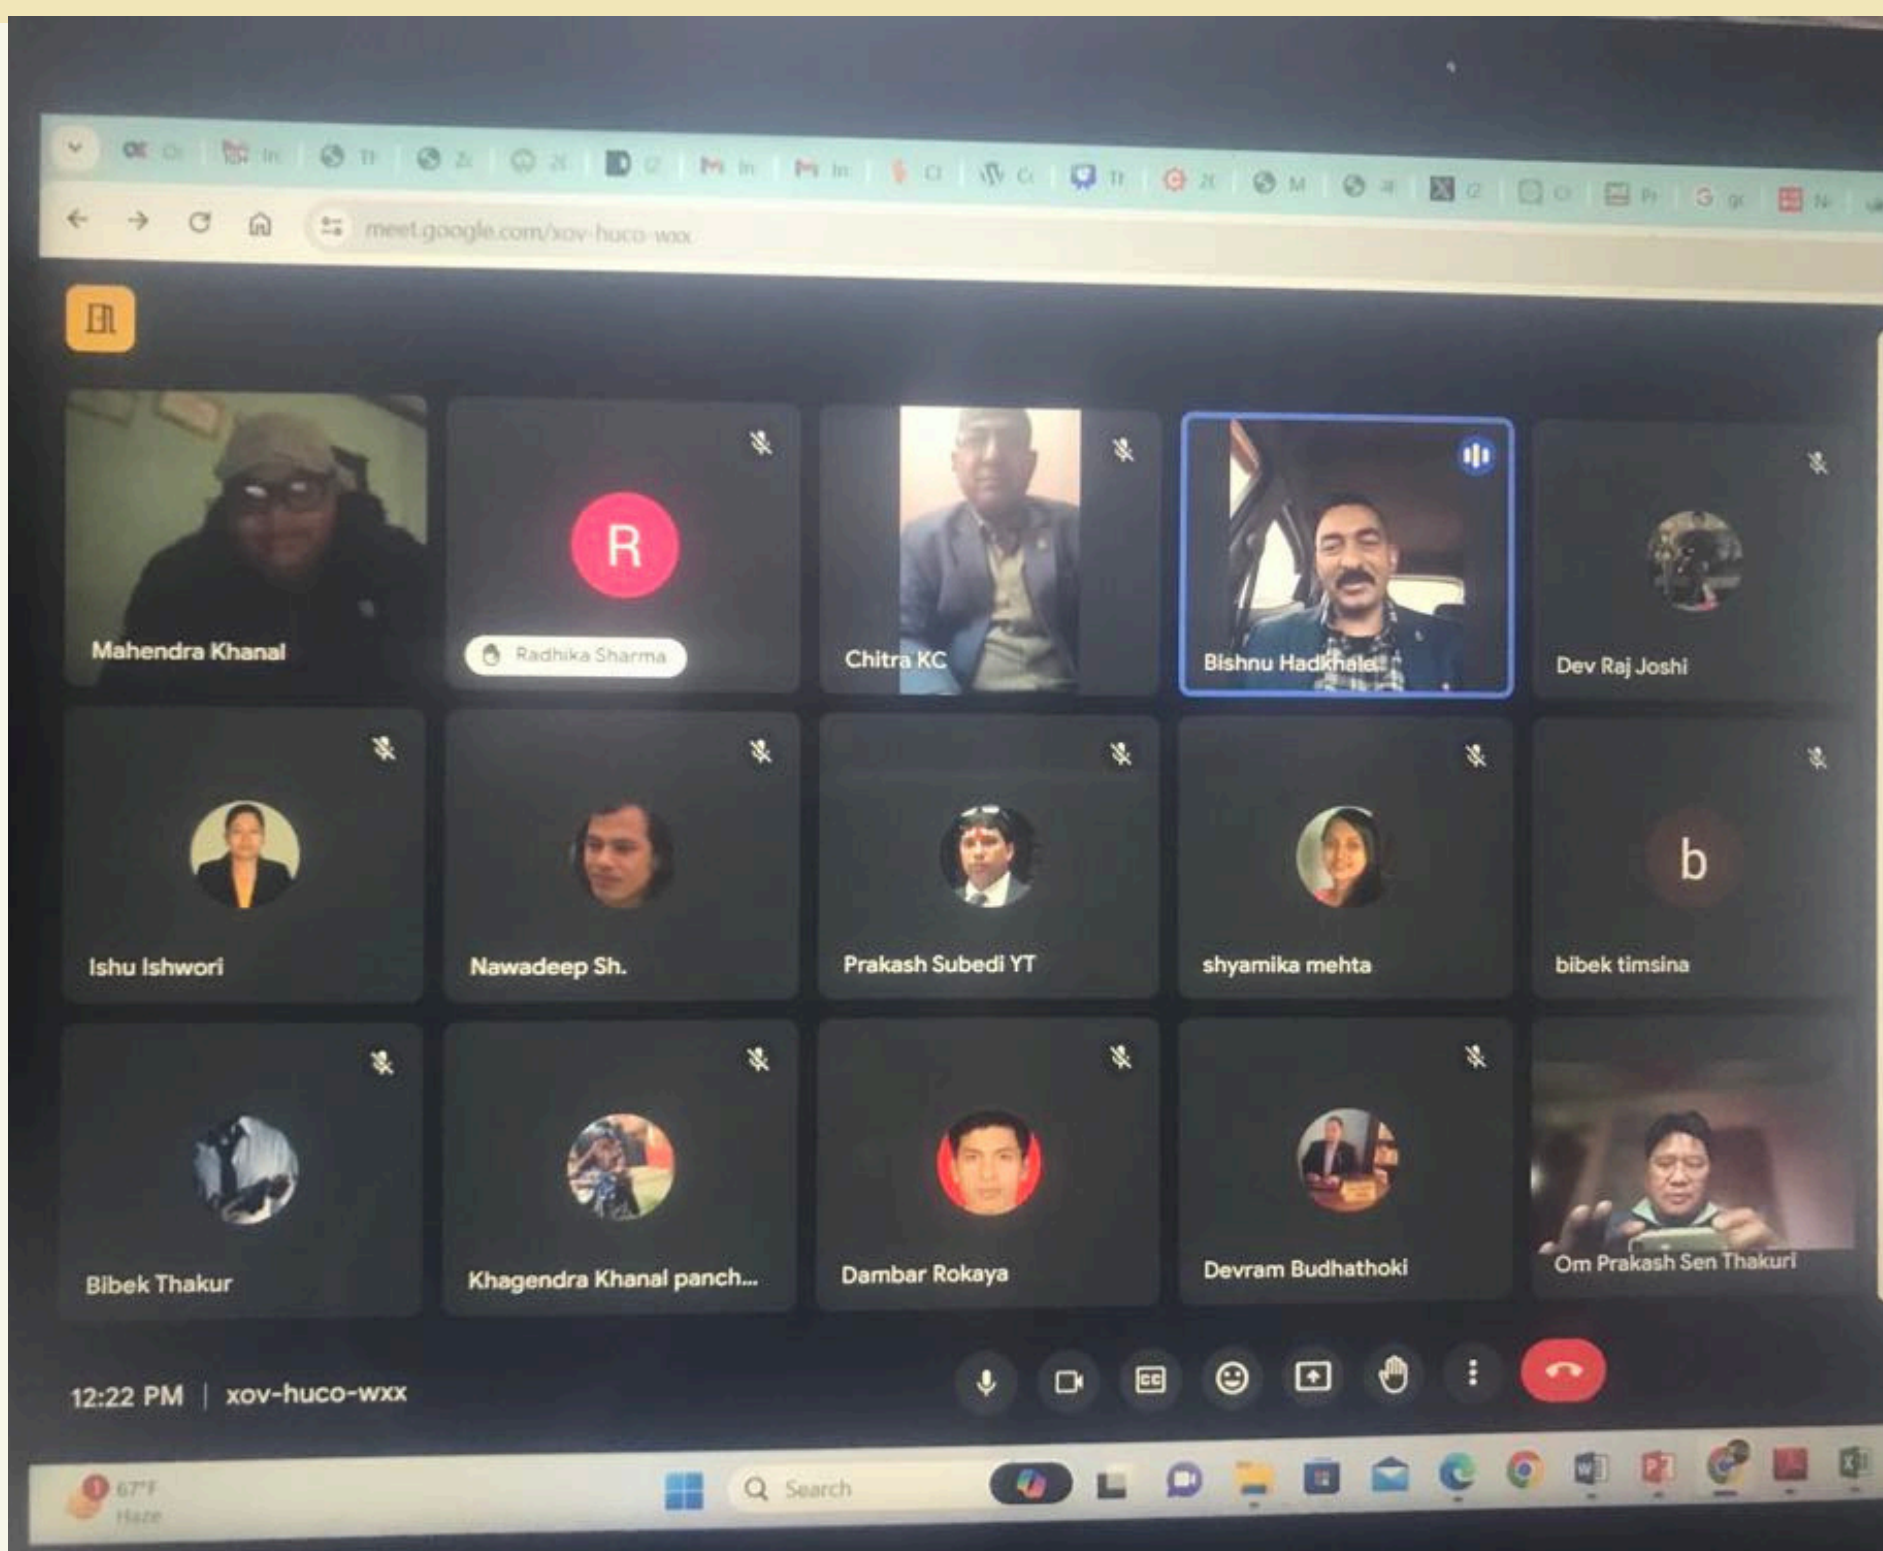 meet.google.com/xov-huco-wxx
R
Mahendra Khanal
Radhika Sharma
Chitra KC
Bishnu Hadkhale
Dev Raj Joshi
b
Ishu Ishwori
Nawadeep Sh.
Prakash Subedi YT
shyamika mehta
bibek timsina
Bibek Thakur
Khagendra Khanal panch...
Dambar Rokaya
Devram Budhathoki
Om Prakash Sen Thakuri
12:22 PM | xov-huco-wxx
CC
1
67°F
Haze
Search